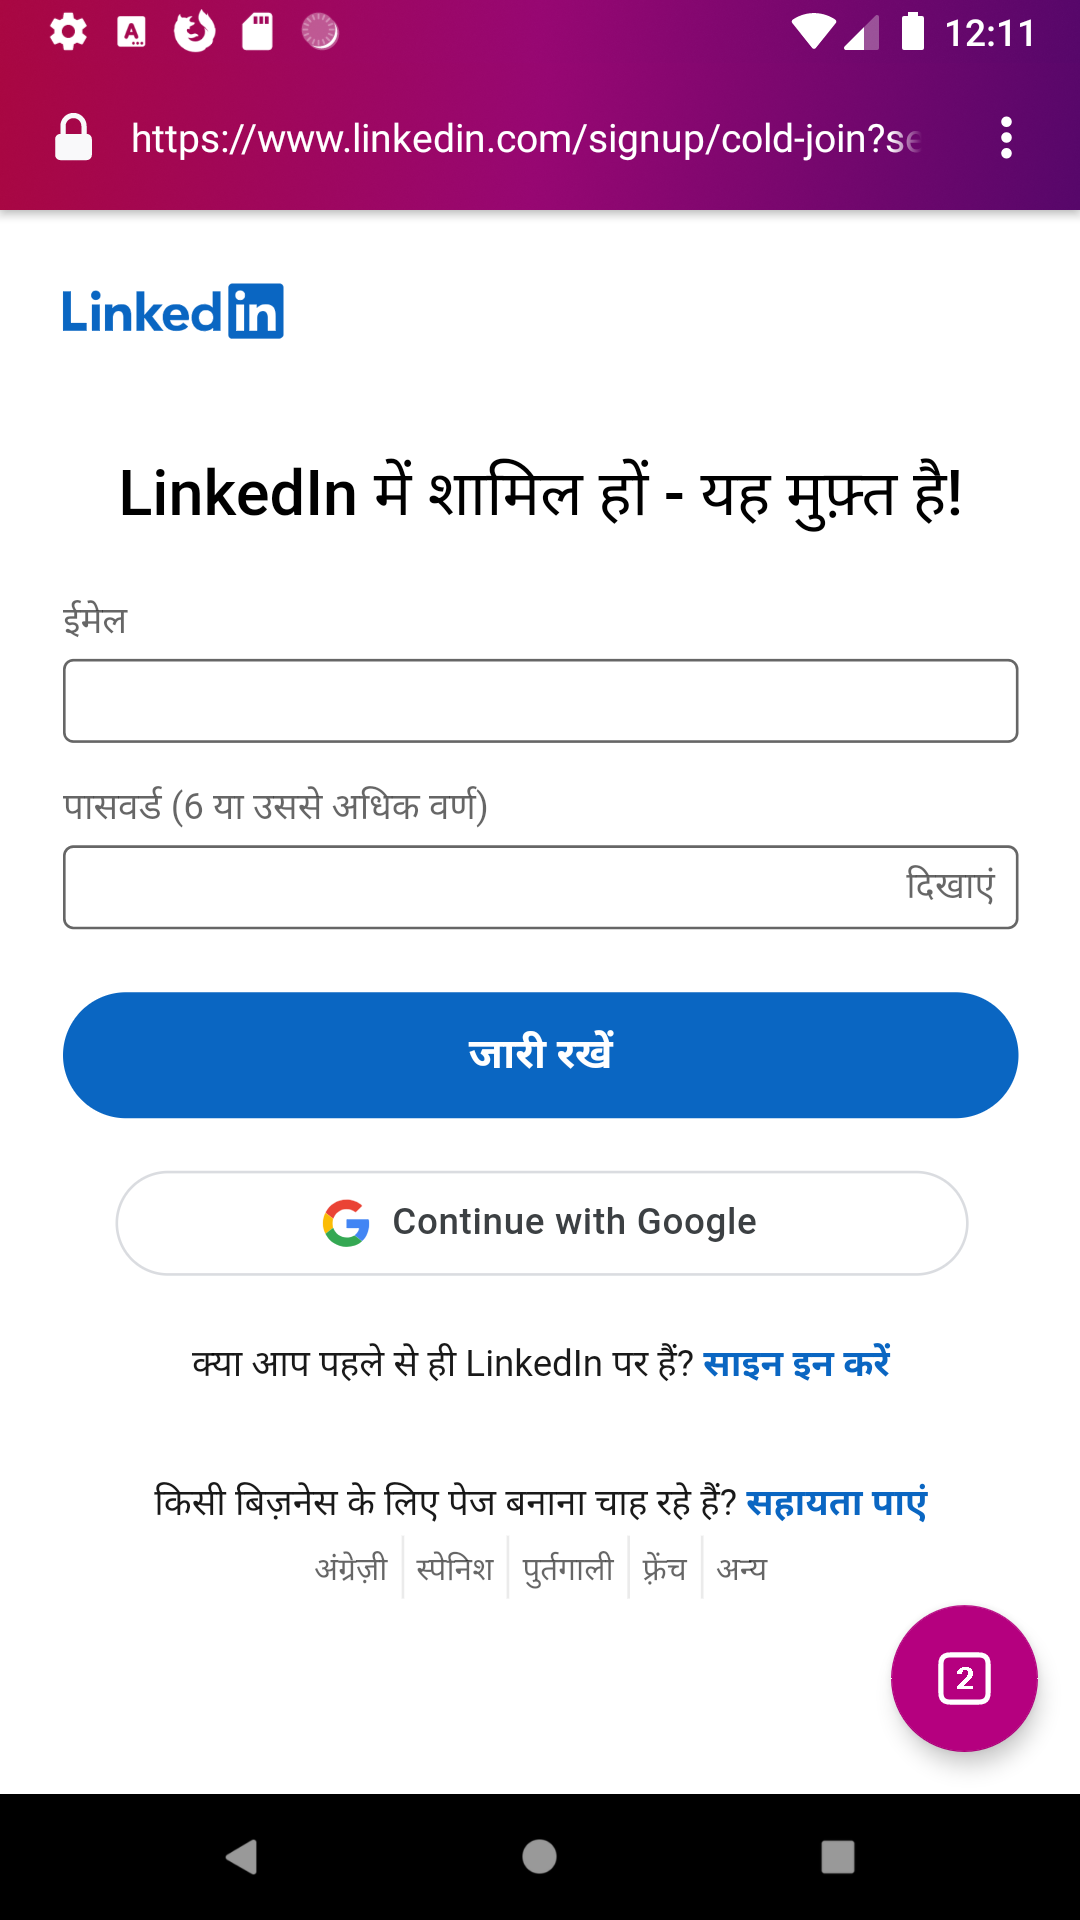 12:11
https://www.linkedin.com/signup/cold-join?se
Linkedin
LinkedIn में शामिल हों - यह मुफ़्त है!
ईमेल
पासवर्ड (6 या उससे अधिक वर्ण)
दिखाएं
जारी रखें
Continue with Google
क्या आप पहले से ही LinkedIn पर हैं? साइन इन करें
किसी बिज़नेस के लिए पेज बनाना चाह रहे हैं? सहायता पाएं
अंग्रेज़ी स्पेनिश पुर्तगाली फ़्रेंच अन्य
2